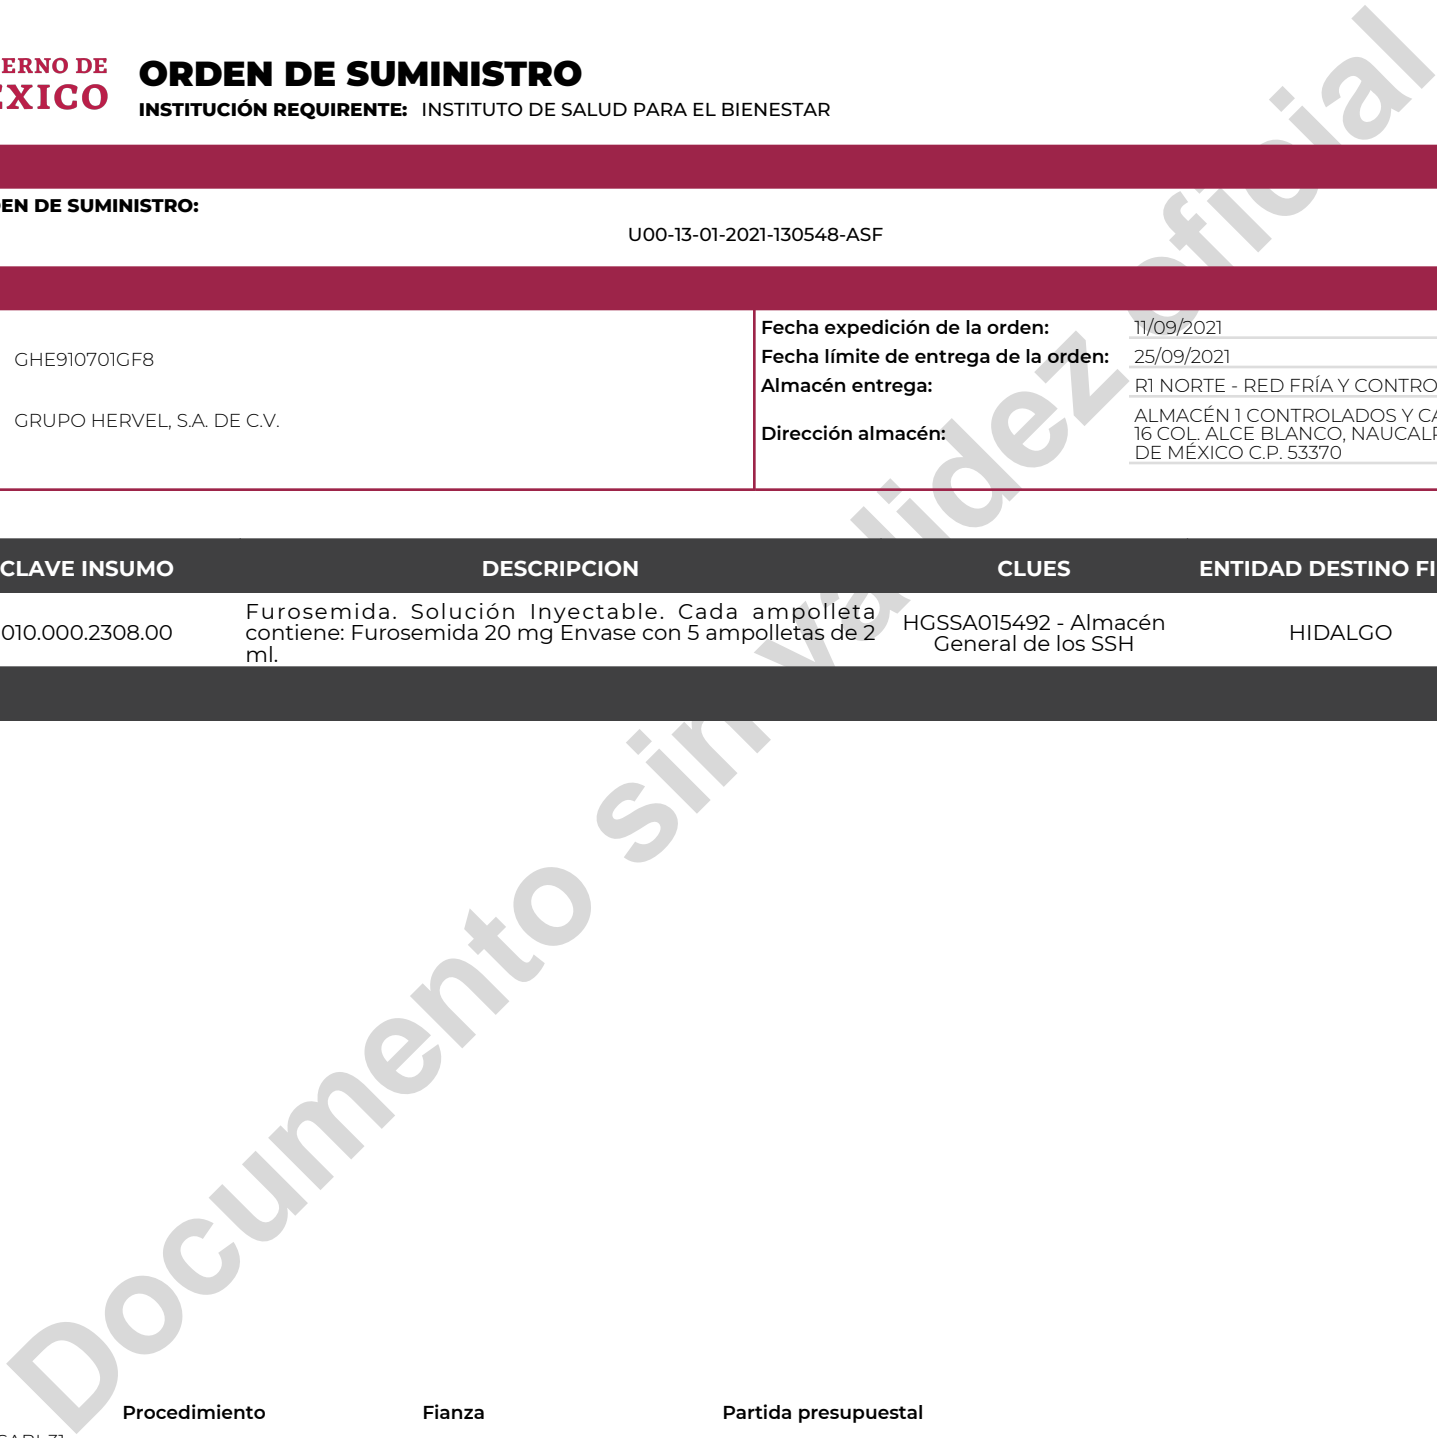 ERNO DE
ÉXICO
ORDEN DE SUMINISTRO
INSTITUCIÓN REQUIRENTE: INSTITUTO DE SALUD PARA EL BIENESTAR
EN DE SUMINISTRO:
U00-13-01-2021-130548-ASF
GHE910701GF8
GRUPO HERVEL, S.A. DE C.V.
Fecha expedición de la orden: 11/09/2021
Fecha límite de entrega de la orden: 25/09/2021
Almacén entrega: R1 NORTE - RED FRÍA Y CONTRO
Dirección almacén: ALMACÉN 1 CONTROLADOS Y CA
16 COL. ALCE BLANCO, NAUCALP
DE MÉXICO C.P. 53370
CLAVE INSUMO DESCRIPCION CLUES ENTIDAD DESTINO FI
010.000.2308.00
Furosemida. Solución Inyectable. Cada ampolleta
contiene: Furosemida 20 mg Envase con 5 ampolletas de 2
ml.
HGSSA015492 - Almacén
General de los SSH
HIDALGO
Documento sin validez oficial
Procedimiento Fianza Partida presupuestal